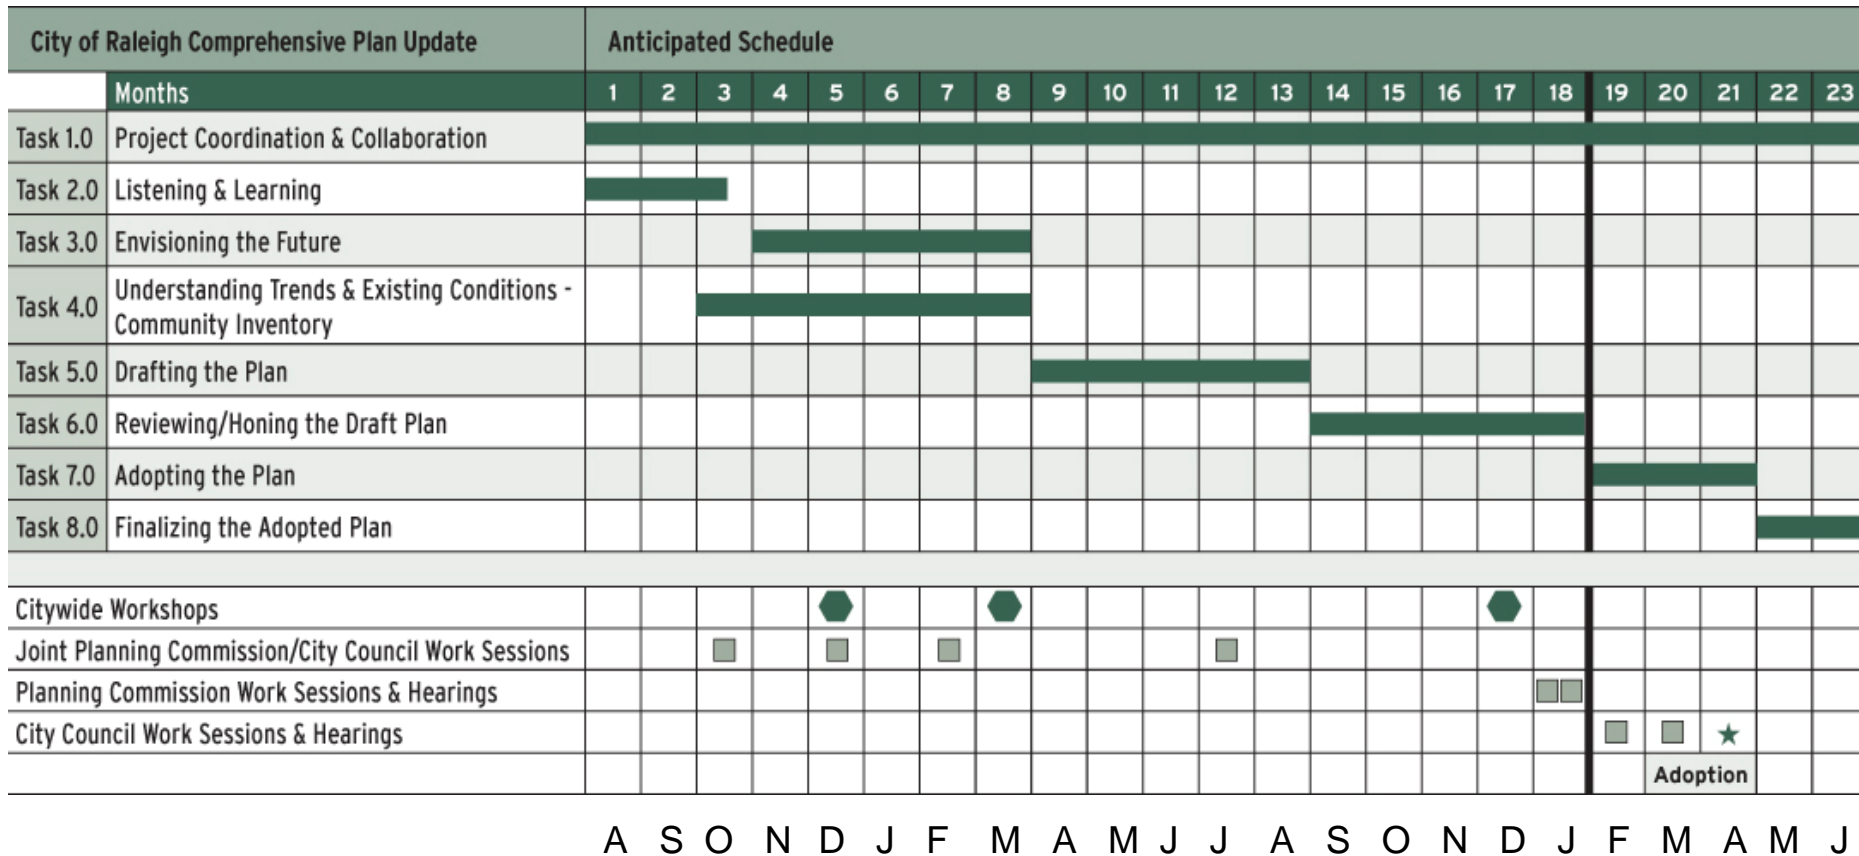 City of Raleigh Comprehensive Plan Update Anticipated Schedule
Months 1 2 3 4 5 6 7 8 9 10 11 12 13 14 15 16 17 18 19 20 21 22 23
Task 1.0 Project Coordination & Collaboration
Task 2.0 Listening & Learning
Task 3.0 Envisioning the Future
Task 4.0 Understanding Trends & Existing Conditions -
Community Inventory
Task 5.0 Drafting the Plan
Task 6.0 Reviewing/Honing the Draft Plan
Task 7.0 Adopting the Plan
Task 8.0 Finalizing the Adopted Plan
Citywide Workshops
Joint Planning Commission/City Council Work Sessions
Planning Commission Work Sessions & Hearings
City Council Work Sessions & Hearings
Adoption
A S O N D J F M A M J J A S O N D J F M A M J